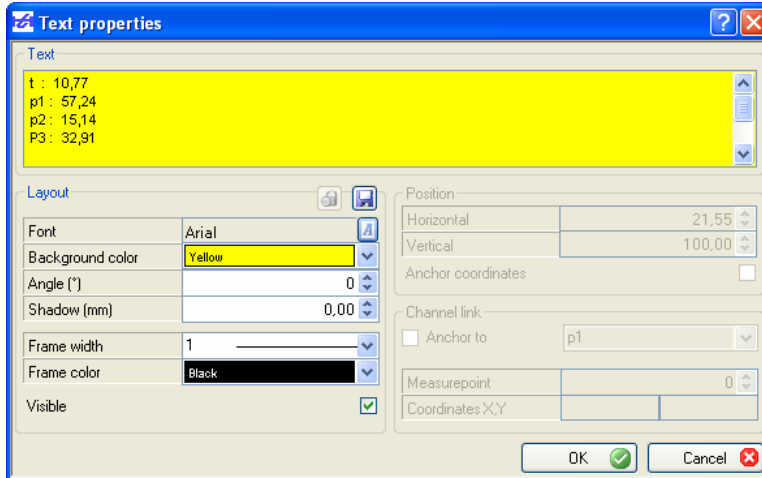 Text properties
Text
t : 10,77
p1 : 57,24
p2 : 15,14
P3 : 32,91
Layout
Font Arial A
Background color Yellow
Angle (°) 0
Shadow (mm) 0,00
Frame width 1
Frame color Black
Visible
Position
Horizontal 21,55
Vertical 100,00
Anchor coordinates
Channel link
Anchor to p1
Measurepoint 0
Coordinates X,Y
OK Cancel